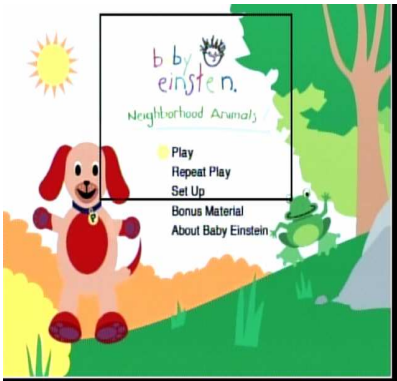 baby
einstein.
Neighborhood Animals
Play
Repeat Play
Set Up
Bonus Material
About Baby Einstein